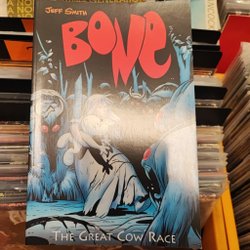 JEFF SMITH
BONE
THE GREAT COW RACE